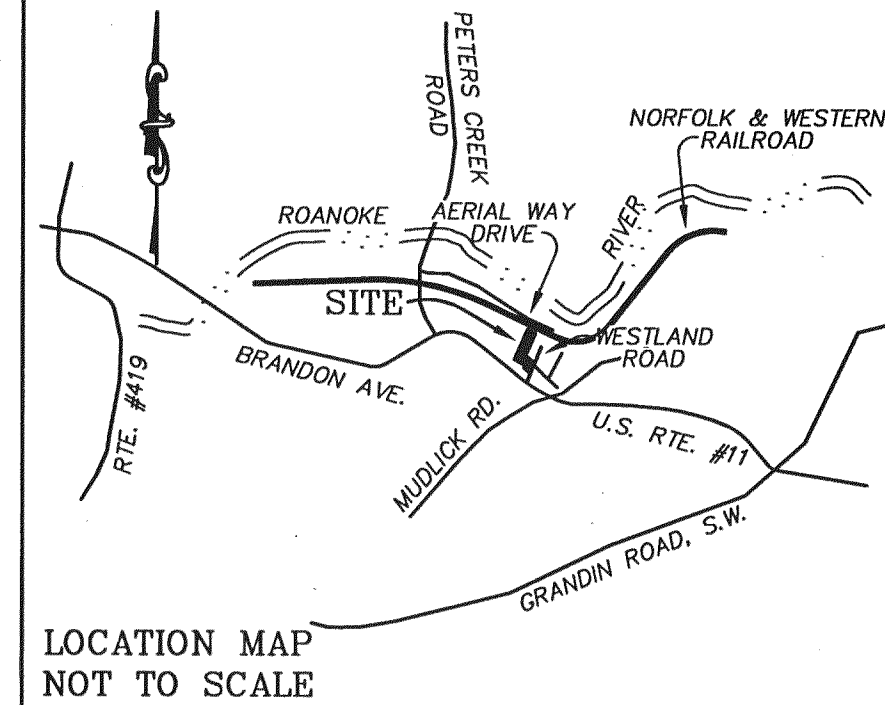 PETERS CREEK
ROAD
NORFOLK & WESTERN
RAILROAD
ROANOKE
AERIAL WAY
DRIVE
RIVER
SITE
WESTLAND
ROAD
BRANDON AVE.
RTE. #419
MUDLICK RD.
U.S. RTE. #11
GRANDIN ROAD, S.W.
LOCATION MAP
NOT TO SCALE